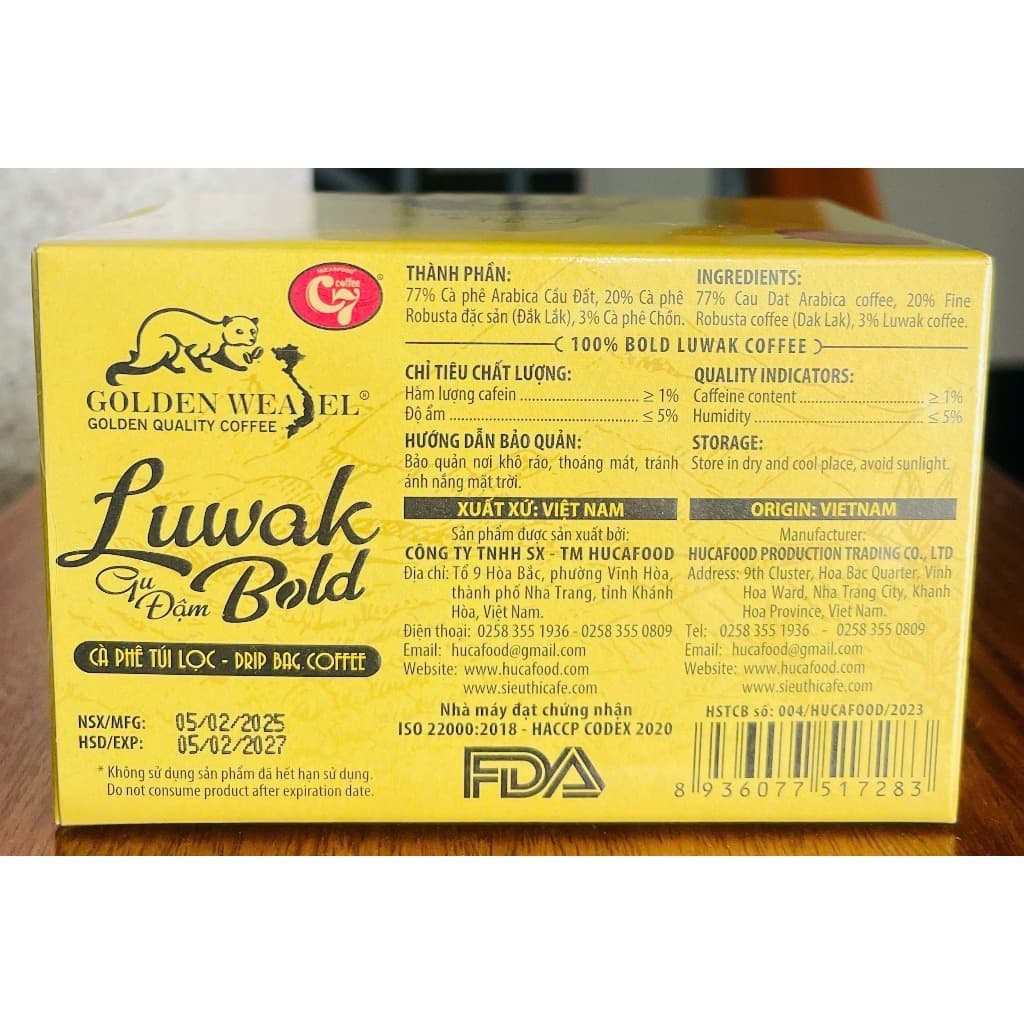 HUCAFOOD®
coffee
C7
®
GOLDEN WEASEL®
GOLDEN QUALITY COFFEE
Luwak
Gu Đậm Bold
CÀ PHÊ TÚI LỌC - DRIP BAG COFFEE
NSX/MFG: 05/02/2025
HSD/EXP: 05/02/2027
* Không sử dụng sản phẩm đã hết hạn sử dụng.
Do not consume product after expiration date.
THÀNH PHẦN:
77% Cà phê Arabica Cầu Đất, 20% Cà phê
Robusta đặc sản (Đắk Lắk), 3% Cà phê Chồn.
INGREDIENTS:
77% Cau Dat Arabica coffee, 20% Fine
Robusta coffee (Dak Lak), 3% Luwak coffee.
100% BOLD LUWAK COFFEE
CHỈ TIÊU CHẤT LƯỢNG:
Hàm lượng cafein ........................ ≥ 1%
Độ ẩm ........................................ ≤ 5%
QUALITY INDICATORS:
Caffeine content ......................... ≥ 1%
Humidity .................................... ≤ 5%
HƯỚNG DẪN BẢO QUẢN:
Bảo quản nơi khô ráo, thoáng mát, tránh
ánh nắng mặt trời.
STORAGE:
Store in dry and cool place, avoid sunlight.
XUẤT XỨ: VIỆT NAM
Sản phẩm được sản xuất bởi:
CÔNG TY TNHH SX - TM HUCAFOOD
Địa chỉ: Tổ 9 Hòa Bắc, phường Vĩnh Hòa,
thành phố Nha Trang, tỉnh Khánh
Hòa, Việt Nam.
Điện thoại: 0258 355 1936 - 0258 355 0809
Email: hucafood@gmail.com
Website: www.hucafood.com
www.sieuthicafe.com
ORIGIN: VIETNAM
Manufacturer:
HUCAFOOD PRODUCTION TRADING CO., LTD
Address: 9th Cluster, Hoa Bac Quarter, Vinh
Hoa Ward, Nha Trang City, Khanh
Hoa Province, Viet Nam.
Tel: 0258 355 1936 - 0258 355 0809
Email: hucafood@gmail.com
Website: www.hucafood.com
www.sieuthicafe.com
Nhà máy đạt chứng nhận
ISO 22000:2018 - HACCP CODEX 2020
FDA
HSTCB số: 004/HUCAFOOD/2023
8 936077 517283